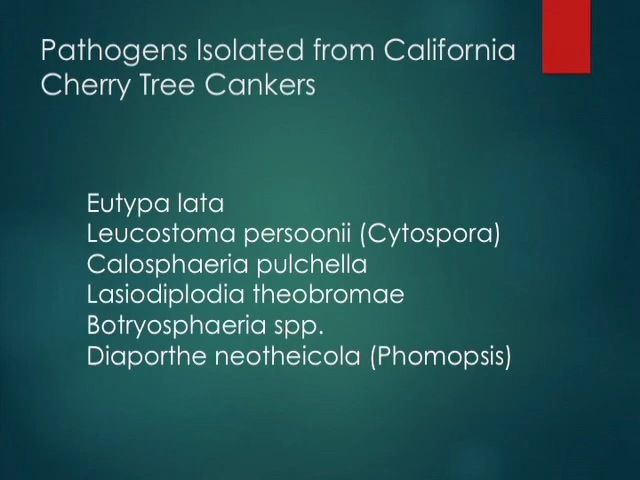 Pathogens Isolated from California
Cherry Tree Cankers
Eutypa lata
Leucostoma persoonii (Cytospora)
Calosphaeria pulchella
Lasiodiplodia theobromae
Botryosphaeria spp.
Diaporthe neotheicola (Phomopsis)